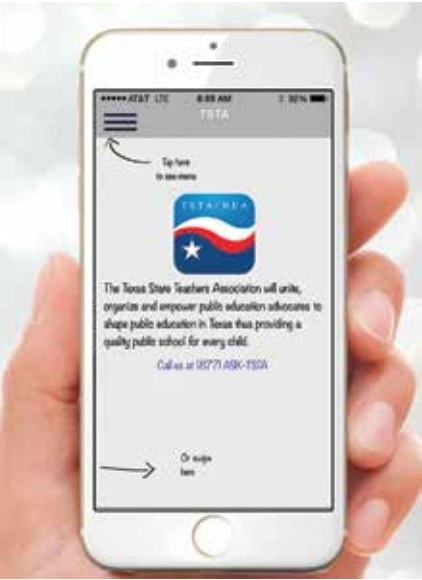 AT&T LTE 8:55 AM 92%
TSTA
Tap here
to see menu
TSTA/NEA
The Texas State Teachers Association will unite,
organize and empower public education advocates to
shape public education in Texas thus providing a
quality public school for every child.
Call us at (877) ASK-TSTA
Or swipe
here